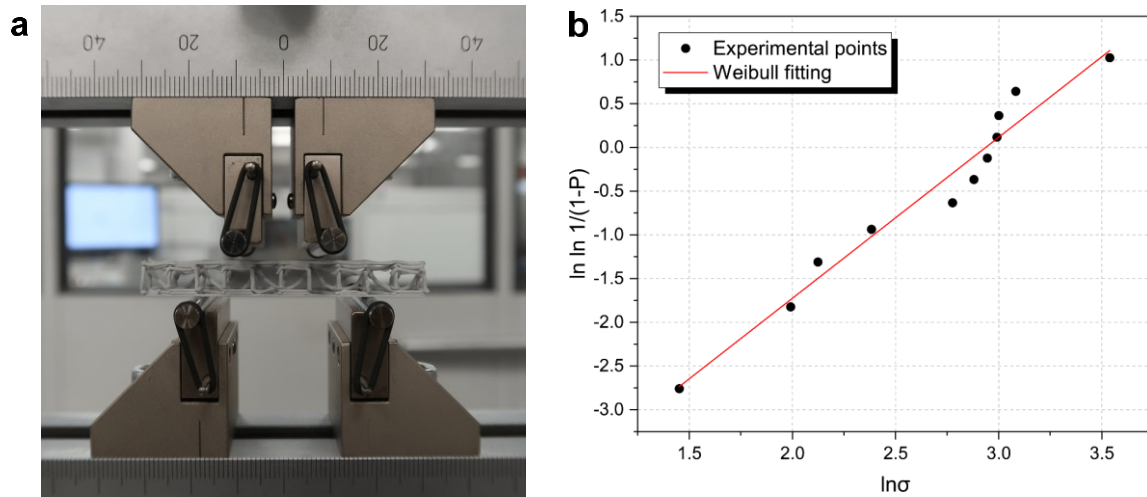 a
40 20 0 20 40
b
Experimental points
Weibull fitting
ln ln 1/(1-P)
1.5
1.0
0.5
0.0
-0.5
-1.0
-1.5
-2.0
-2.5
-3.0
1.5 2.0 2.5 3.0 3.5
lnσ